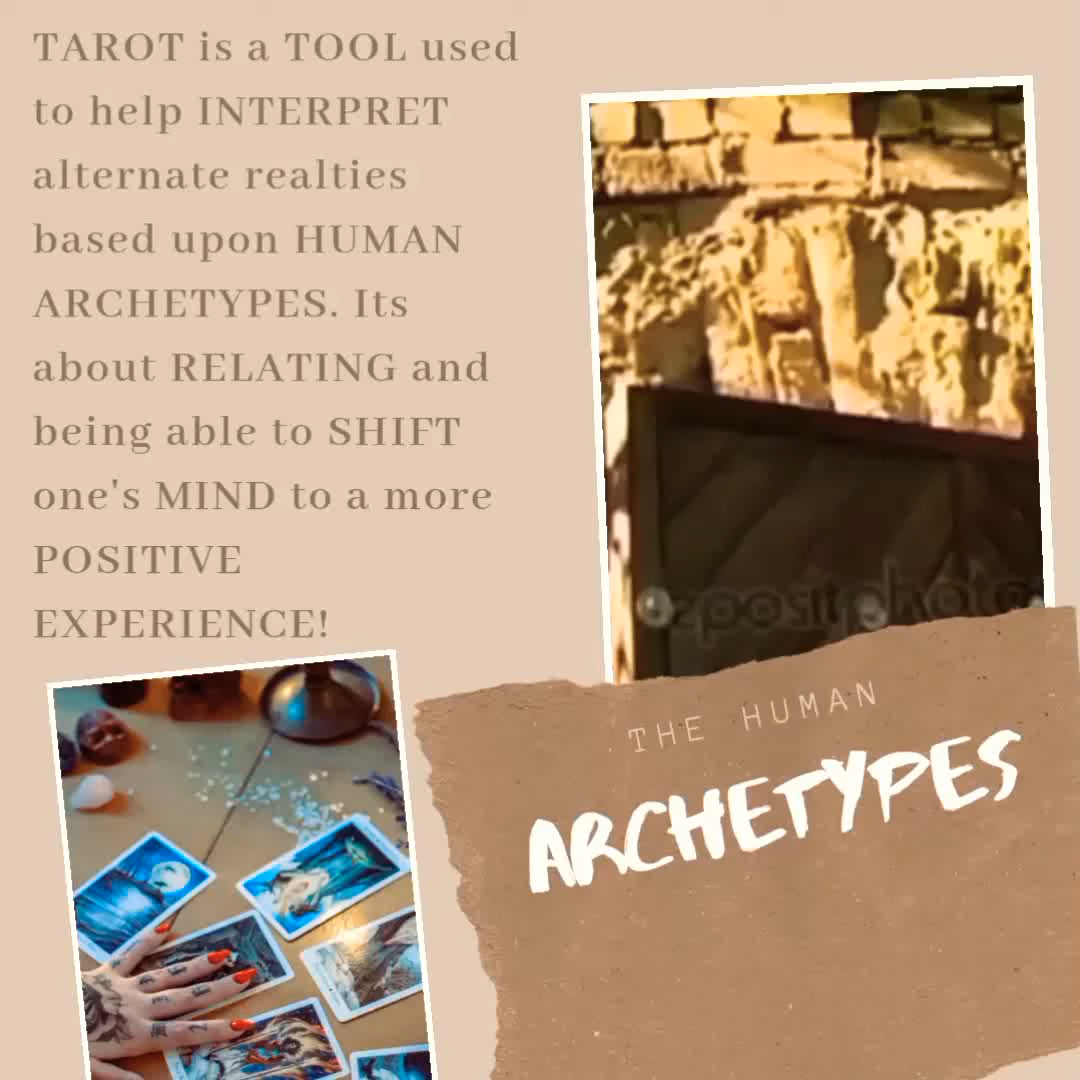 TAROT is a TOOL used
to help INTERPRET
alternate realties
based upon HUMAN
ARCHETYPES. Its
about RELATING and
being able to SHIFT
one's MIND to a more
POSITIVE
EXPERIENCE!
THE HUMAN
ARCHETYPES